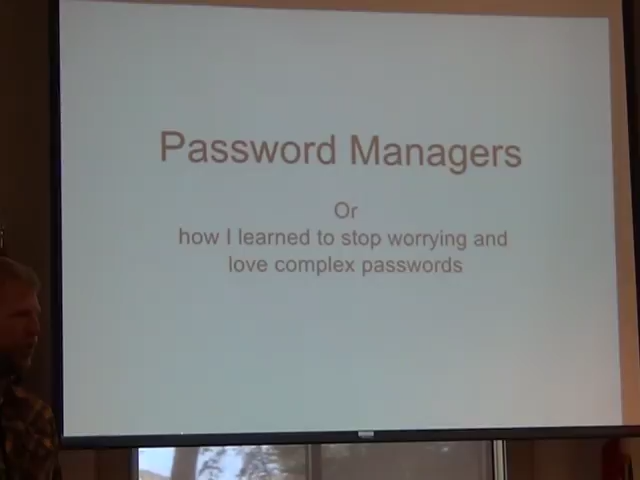 Password Managers
Or
how I learned to stop worrying and
love complex passwords